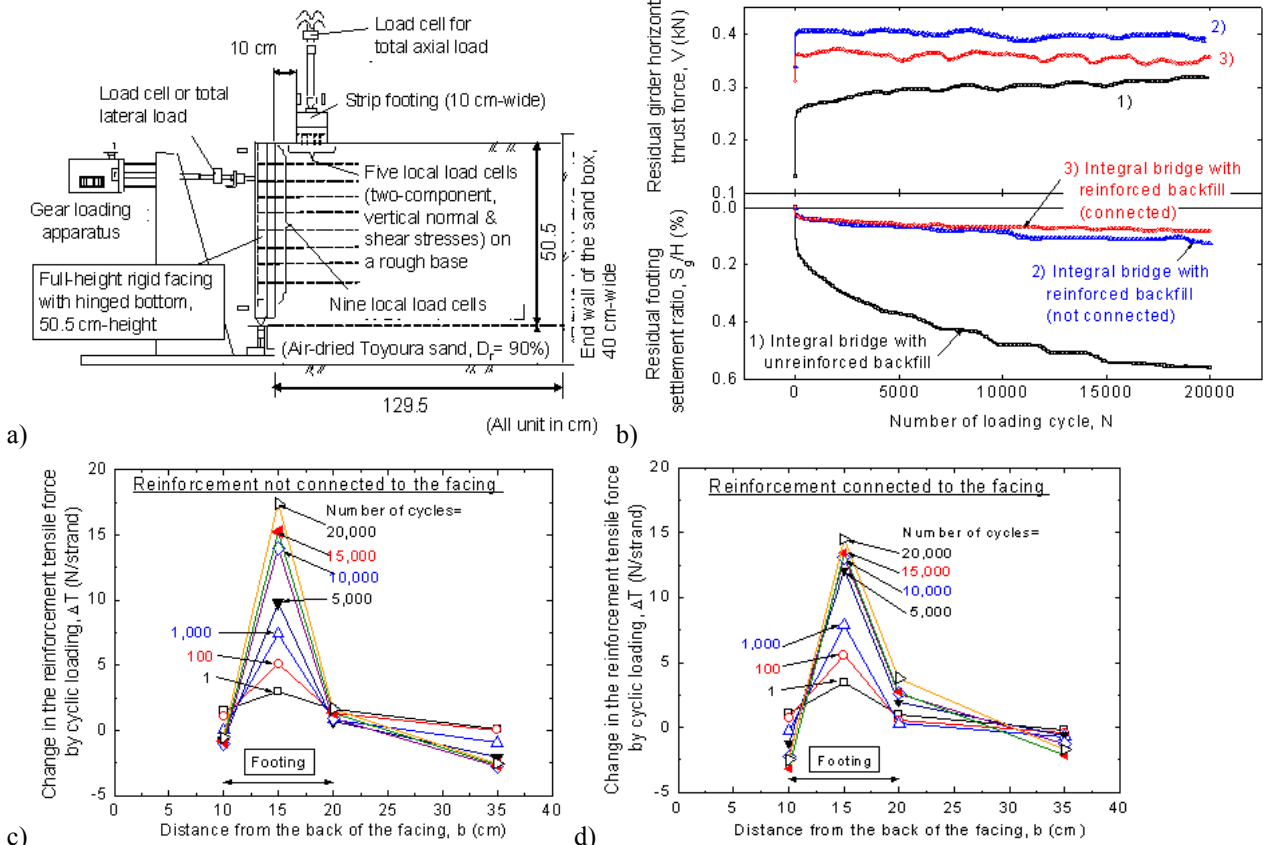 Load cell for
total axial load
10 cm
Load cell or total
lateral load
Strip footing (10 cm-wide)
Five local load cells
(two-component,
vertical normal &
shear stresses) on
a rough base
Gear loading
apparatus
50.5
End wall of the sand box,
40 cm-wide
Full-height rigid facing
with hinged bottom,
50.5 cm-height
Nine local load cells
(Air-dried Toyoura sand, Dr= 90%)
129.5
(All unit in cm)
a)
Residual girder horizont
thrust force, V (kN)
0.4
0.3
0.2
0.1
2)
3)
1)
3) Integral bridge with
reinforced backfill
(connected)
Residual footing
settlement ratio, Sg/H (%)
0.0
0.2
0.4
0.6
2) Integral bridge with
reinforced backfill
(not connected)
1) Integral bridge with
unreinforced backfill
0 5000 10000 15000 20000
Number of loading cycle, N
b)
Change in the reinforcement tensile force
by cyclic loading, ΔT (N/strand)
20
15
10
5
0
-5
Reinforcement not connected to the facing
Number of cycles=
20,000
15,000
10,000
5,000
1,000
100
1
Footing
0 5 10 15 20 25 30 35 40
Distance from the back of the facing, b (cm)
c)
Change in the reinforcement tensile force
by cyclic loading, ΔT (N/strand)
20
15
10
5
0
-5
Reinforcement connected to the facing
Number of cycles=
20,000
15,000
10,000
5,000
1,000
100
1
Footing
0 5 10 15 20 25 30 35 40
Distance from the back of the facing, b (cm)
d)